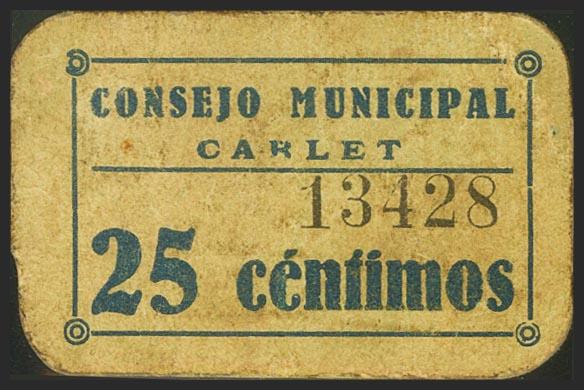 CONSEJO MUNICIPAL
CARLET
13428
25 céntimos